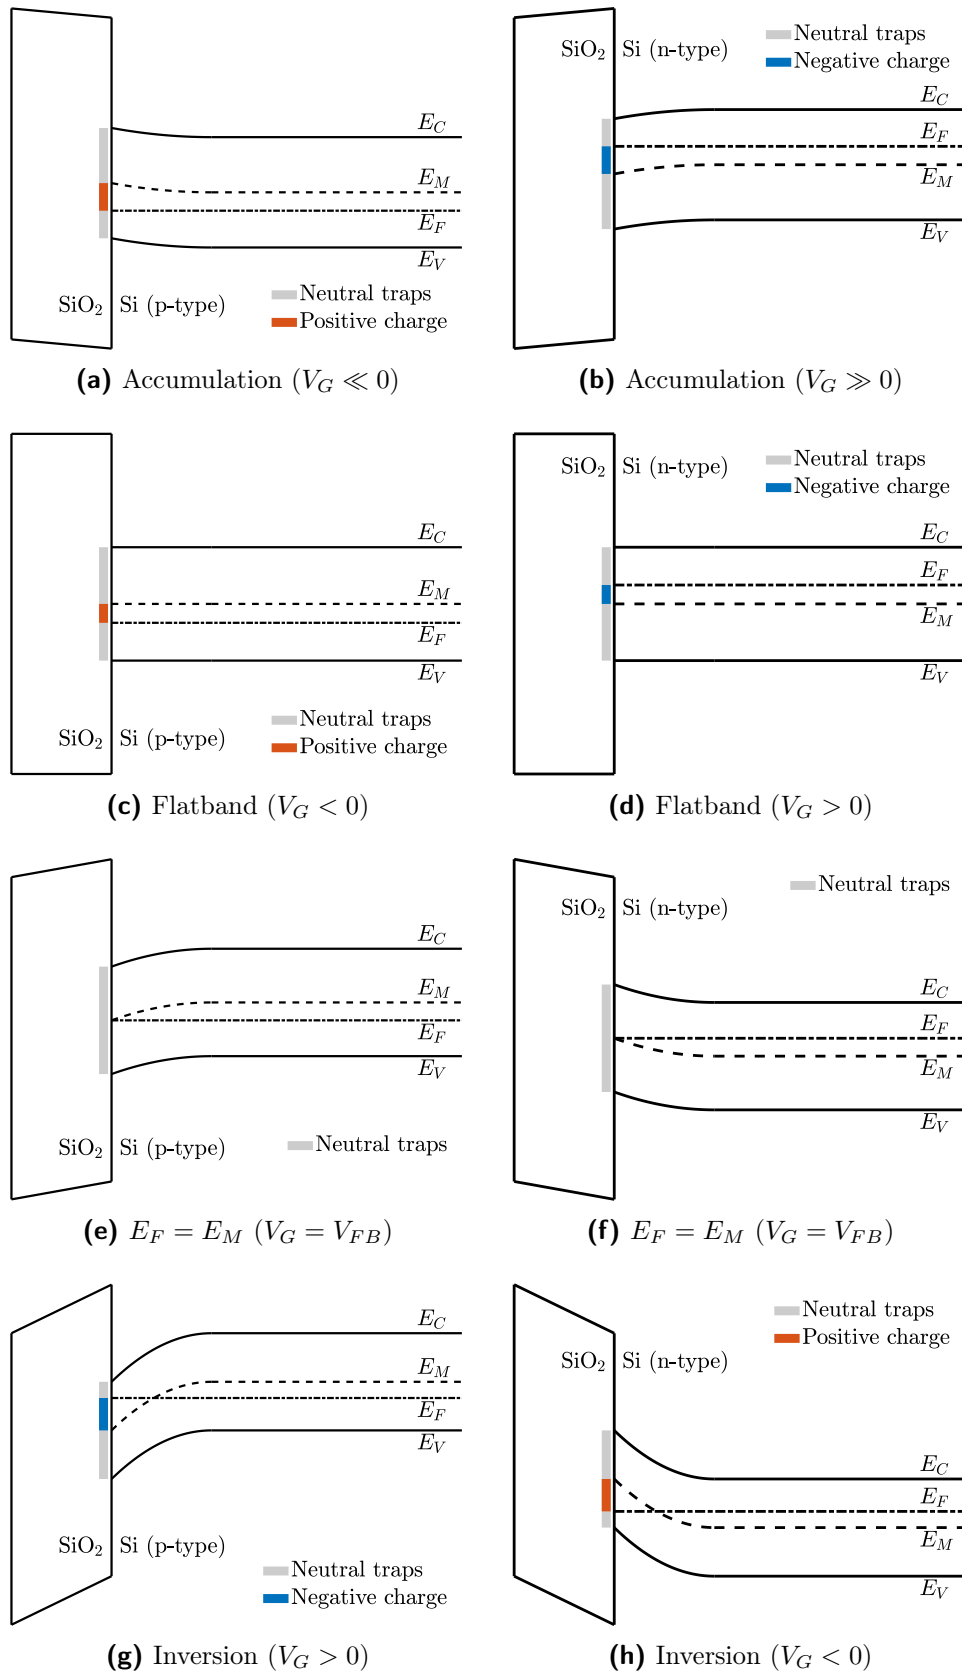 E_C
E_M
E_F
E_V
SiO₂ Si (p-type)
Neutral traps
Positive charge
(a) Accumulation (V_G ≪ 0)
SiO₂ Si (n-type)
Neutral traps
Negative charge
E_C
E_F
E_M
E_V
(b) Accumulation (V_G ≫ 0)
E_C
E_M
E_F
E_V
SiO₂ Si (p-type)
Neutral traps
Positive charge
(c) Flatband (V_G < 0)
SiO₂ Si (n-type)
Neutral traps
Negative charge
E_C
E_F
E_M
E_V
(d) Flatband (V_G > 0)
E_C
E_M
E_F
E_V
SiO₂ Si (p-type)
Neutral traps
(e) E_F = E_M (V_G = V_FB)
Neutral traps
SiO₂ Si (n-type)
E_C
E_F
E_M
E_V
(f) E_F = E_M (V_G = V_FB)
E_C
E_M
E_F
E_V
SiO₂ Si (p-type)
Neutral traps
Negative charge
(g) Inversion (V_G > 0)
Neutral traps
Positive charge
SiO₂ Si (n-type)
E_C
E_F
E_M
E_V
(h) Inversion (V_G < 0)